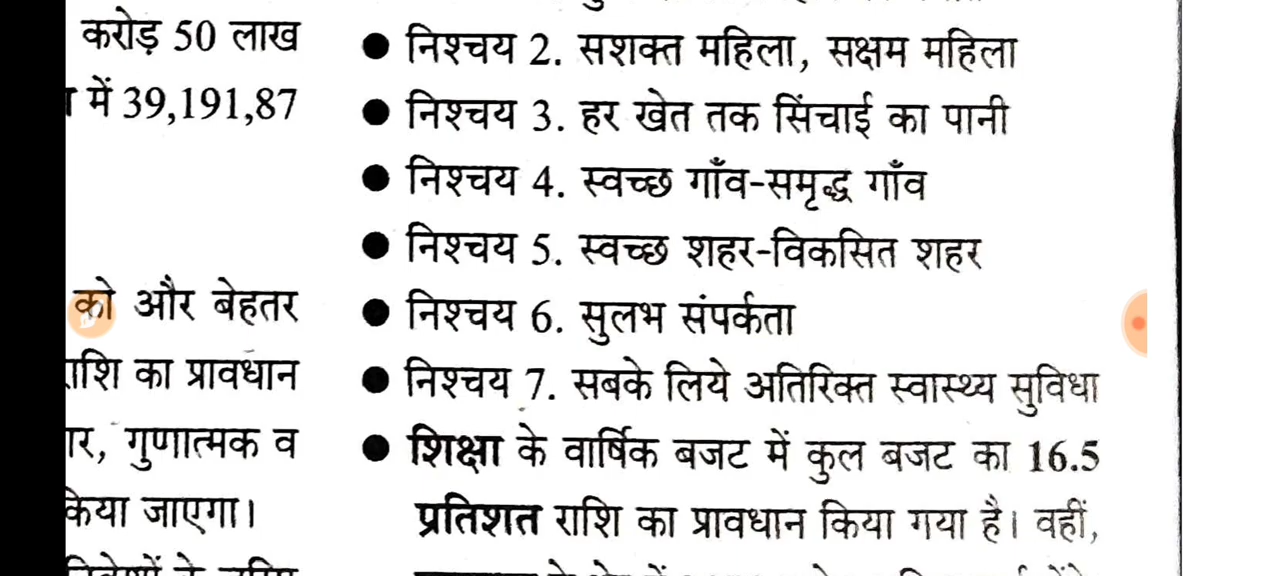 करोड़ 50 लाख
में 39,191,87
को और बेहतर
राशि का प्रावधान
गुणात्मक व
किया जाएगा।
● निश्चय 2. सशक्त महिला, सक्षम महिला
● निश्चय 3. हर खेत तक सिंचाई का पानी
● निश्चय 4. स्वच्छ गाँव-समृद्ध गाँव
● निश्चय 5. स्वच्छ शहर-विकसित शहर
● निश्चय 6. सुलभ संपर्कता
● निश्चय 7. सबके लिये अतिरिक्त स्वास्थ्य सुविधा
● शिक्षा के वार्षिक बजट में कुल बजट का 16.5
प्रतिशत राशि का प्रावधान किया गया है। वहीं,